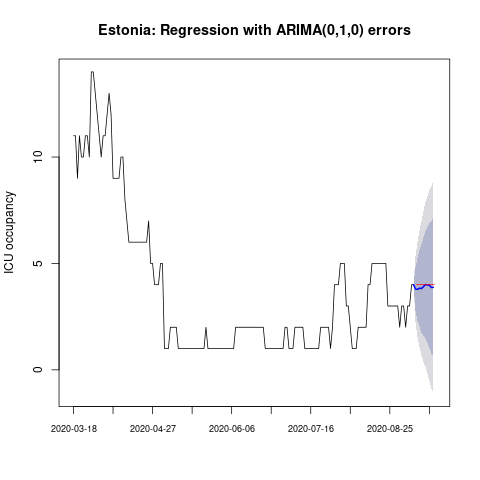 Estonia: Regression with ARIMA(0,1,0) errors
ICU occupancy
10
5
0
2020-03-18 2020-04-27 2020-06-06 2020-07-16 2020-08-25